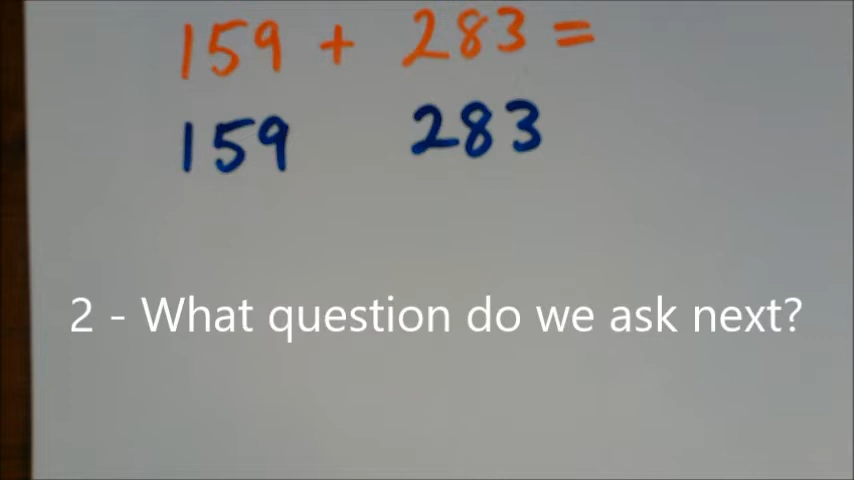 159 + 283 =
159 283
2 - What question do we ask next?